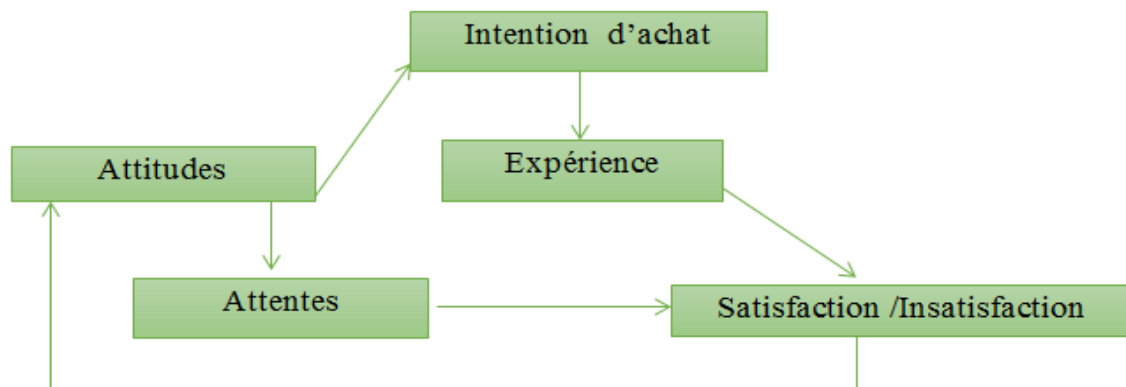 Intention d’achat
Attitudes
Expérience
Attentes
Satisfaction /Insatisfaction